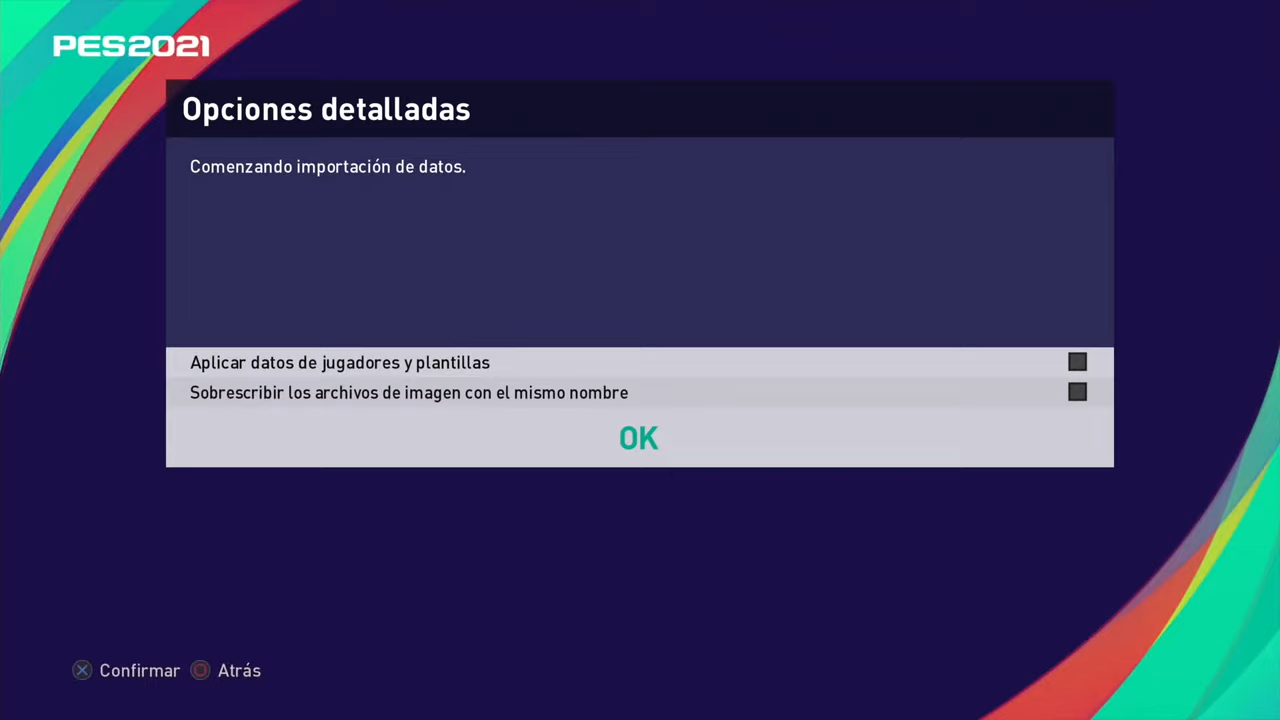 PES2021
Opciones detalladas
Comenzando importación de datos.
Aplicar datos de jugadores y plantillas
Sobrescribir los archivos de imagen con el mismo nombre
OK
Confirmar Atrás